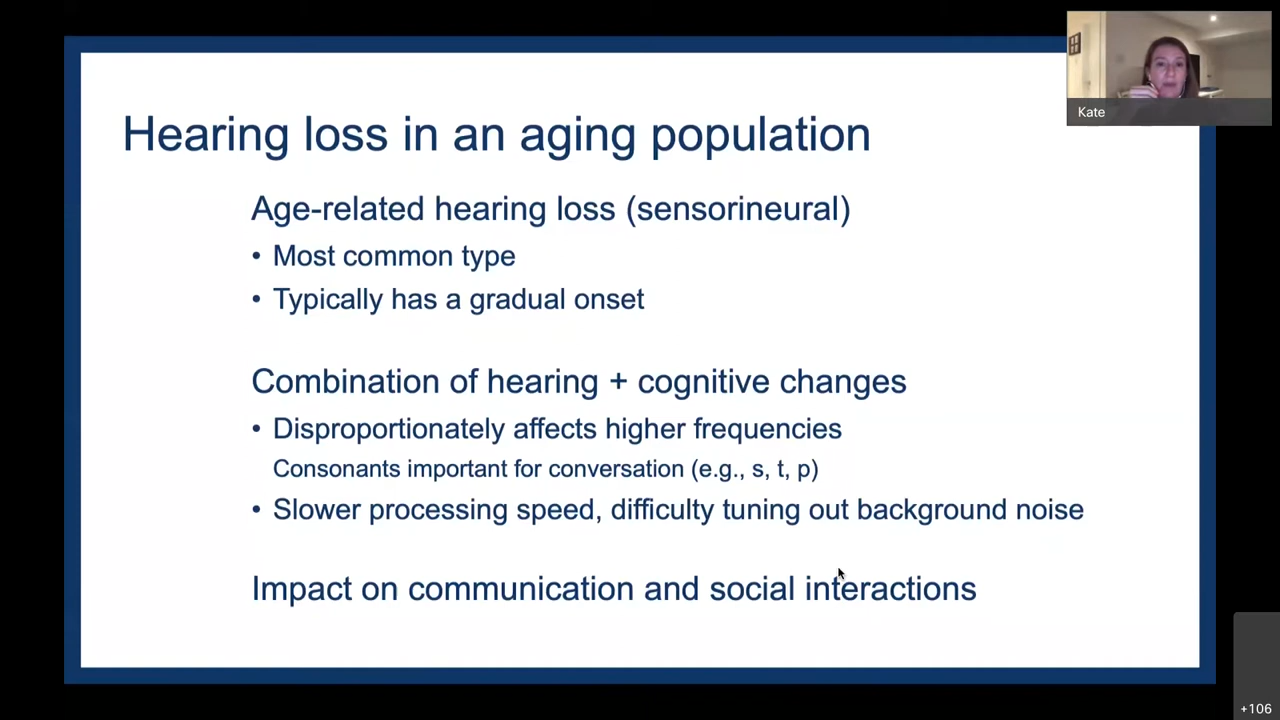 Kate
Hearing loss in an aging population
Age-related hearing loss (sensorineural)
• Most common type
• Typically has a gradual onset
Combination of hearing + cognitive changes
• Disproportionately affects higher frequencies
Consonants important for conversation (e.g., s, t, p)
• Slower processing speed, difficulty tuning out background noise
Impact on communication and social interactions
+106